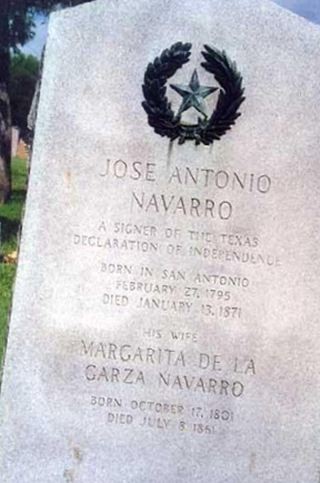 JOSE ANTONIO
NAVARRO
A SIGNER OF THE TEXAS
DECLARATION OF INDEPENDENCE
BORN IN SAN ANTONIO
FEBRUARY 27, 1795
DIED JANUARY 13, 1871
HIS WIFE
MARGARITA DE LA
GARZA NAVARRO
BORN OCTOBER 17, 1801
DIED JULY 8, 1861